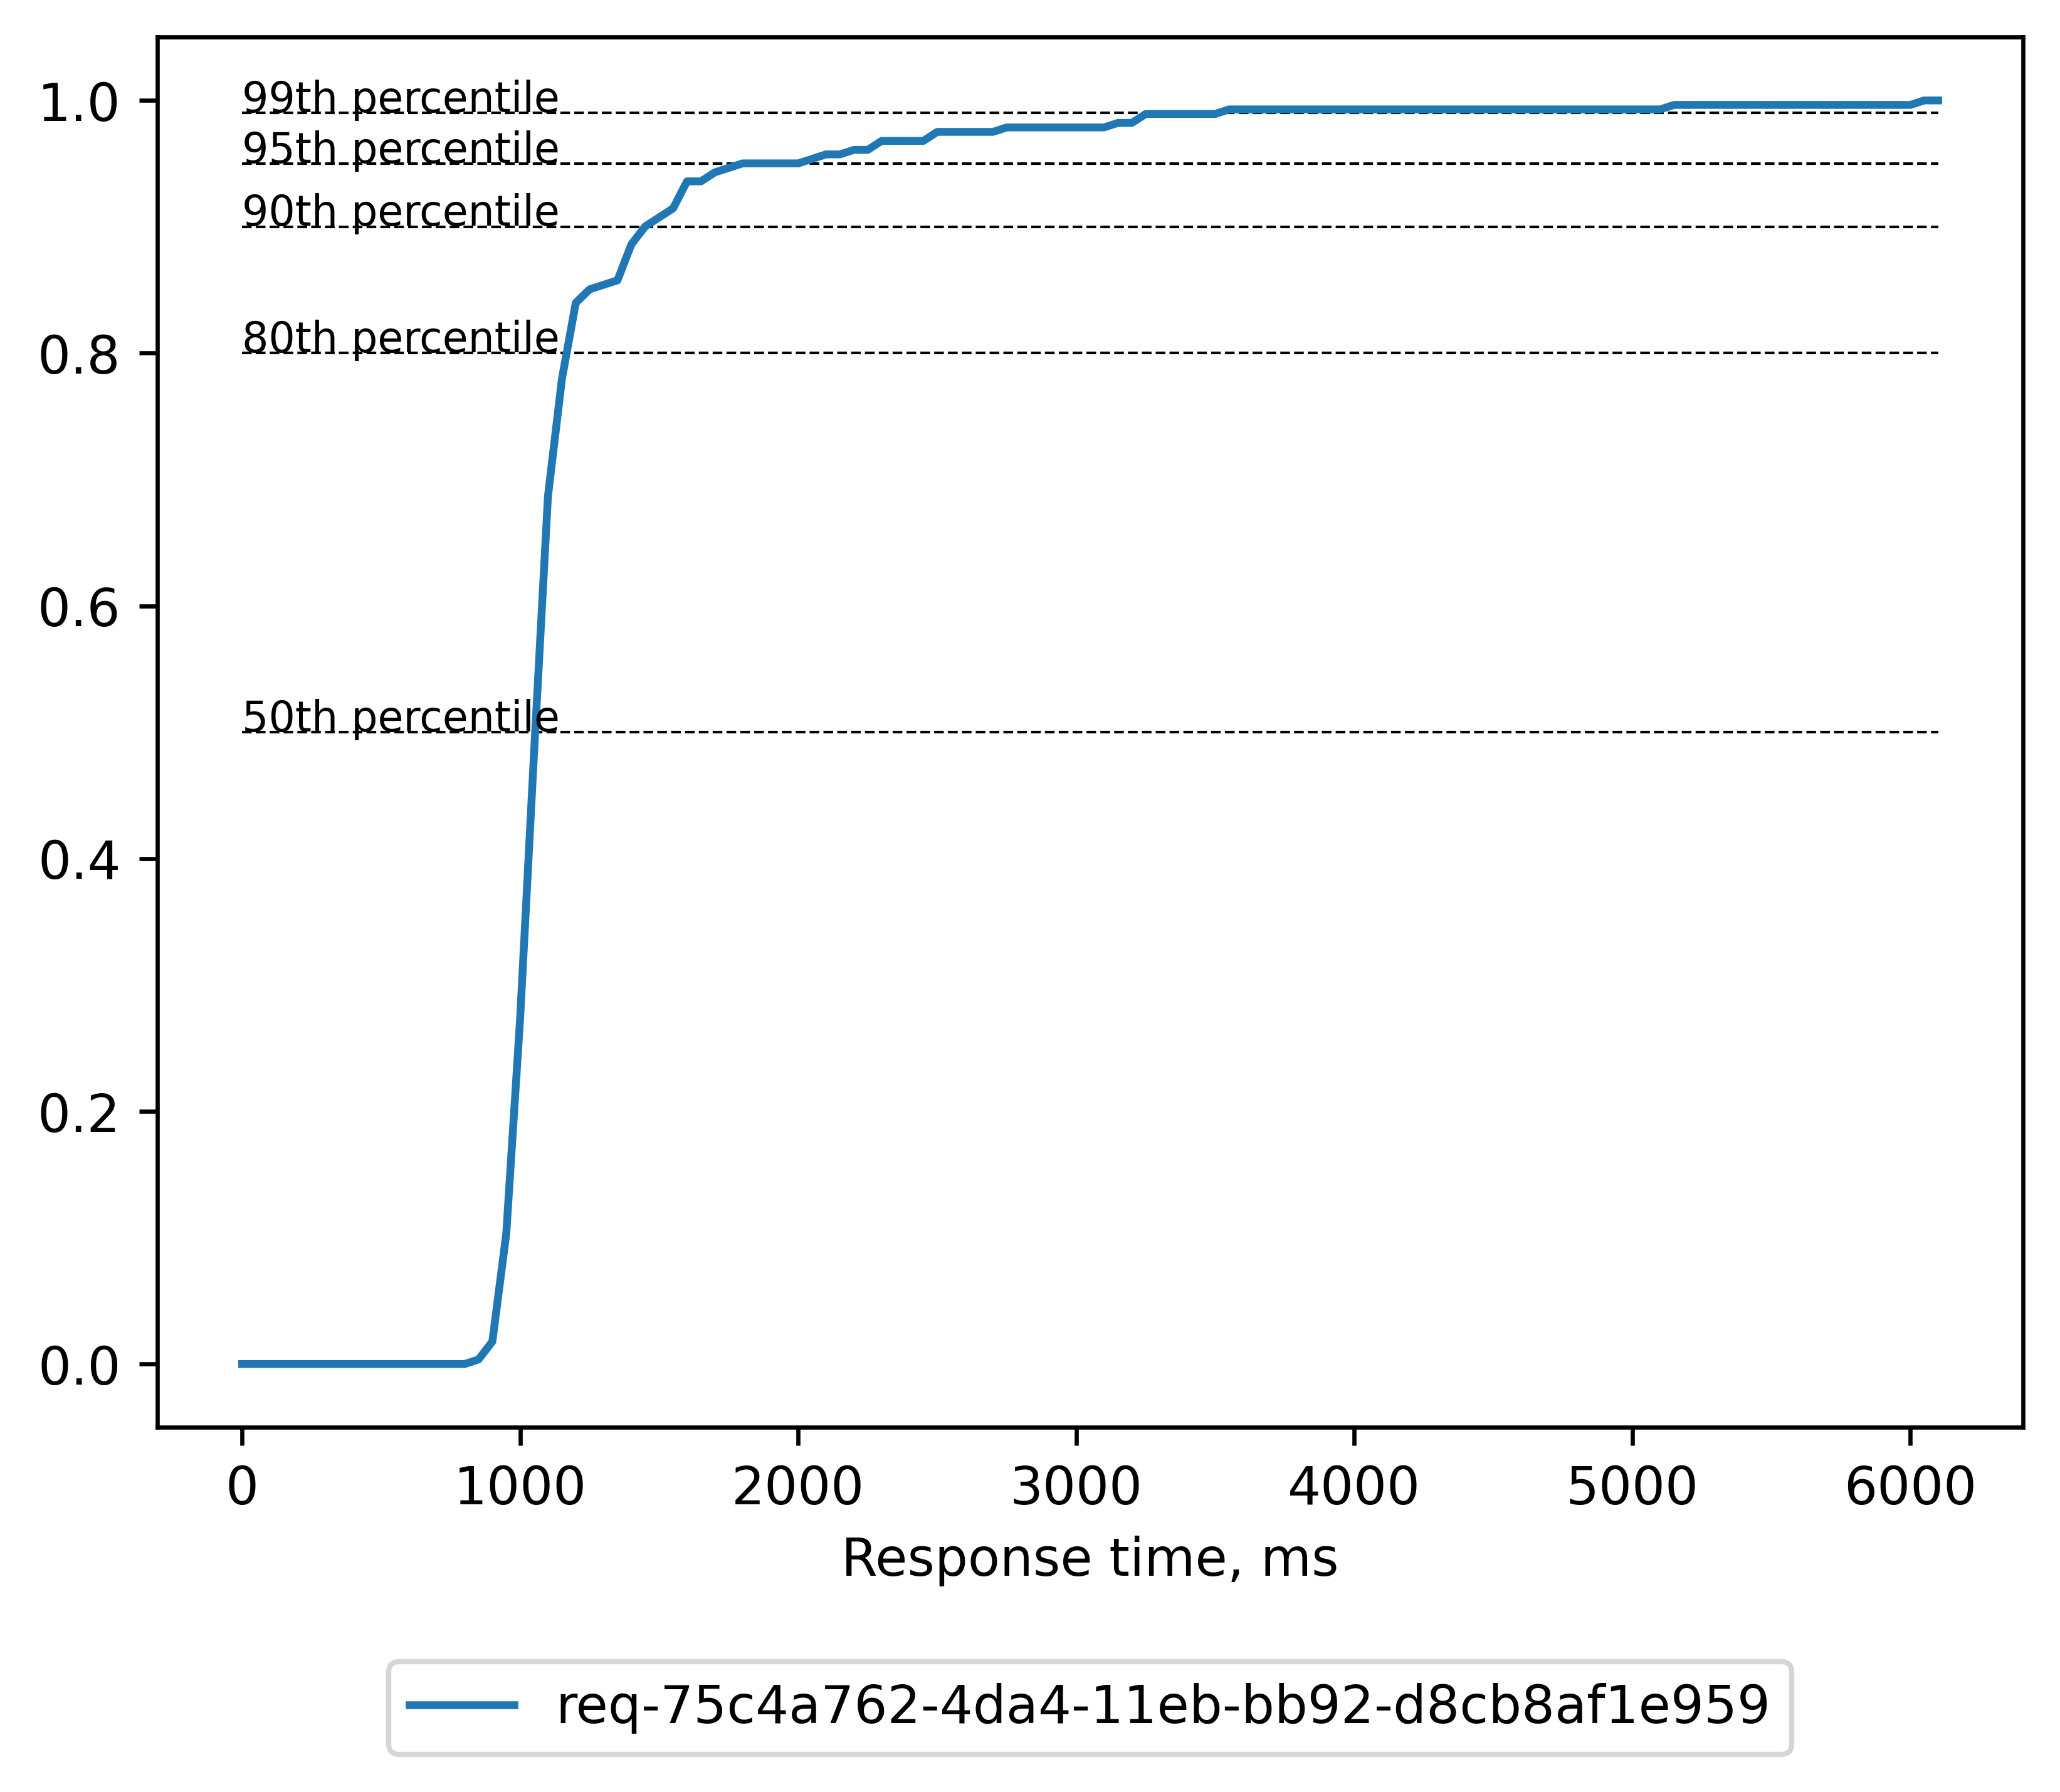 1.0
99th percentile
95th percentile
90th percentile
0.8
80th percentile
0.6
50th percentile
0.4
0.2
0.0
0 1000 2000 3000 4000 5000 6000
Response time, ms
req-75c4a762-4da4-11eb-bb92-d8cb8af1e959